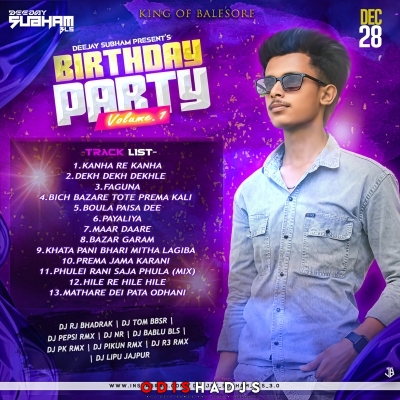 DEEJAY
SUBHAM
BLS
KING OF BALESORE
DEC
28
DEEJAY SUBHAM PRESENT'S
BIRTHDAY
PARTY
Volume. 1
-TRACK LIST-
1.KANHA RE KANHA
2.DEKH DEKH DEKHLE
3.FAGUNA
4.BICH BAZARE TOTE PREMA KALI
5.BOULA PAISA DEE
6.PAYALIYA
7.MAAR DAARE
8.BAZAR GARAM
9.KHATA PANI BHARI MITHA LAGIBA
10.PREMA JAMA KARANI
11.PHULEI RANI SAJA PHULA (MIX)
12.HILE RE HILE HILE
13.MATHARE DEI PATA ODHANI
DJ RJ BHADRAK | DJ TOM BBSR |
DJ PEPSI RMX | DJ NR | DJ BABLU BLS |
DJ PK RMX | DJ PIKUN RMX | DJ R3 RMX
| DJ LIPU JAJPUR
ODISHADJS